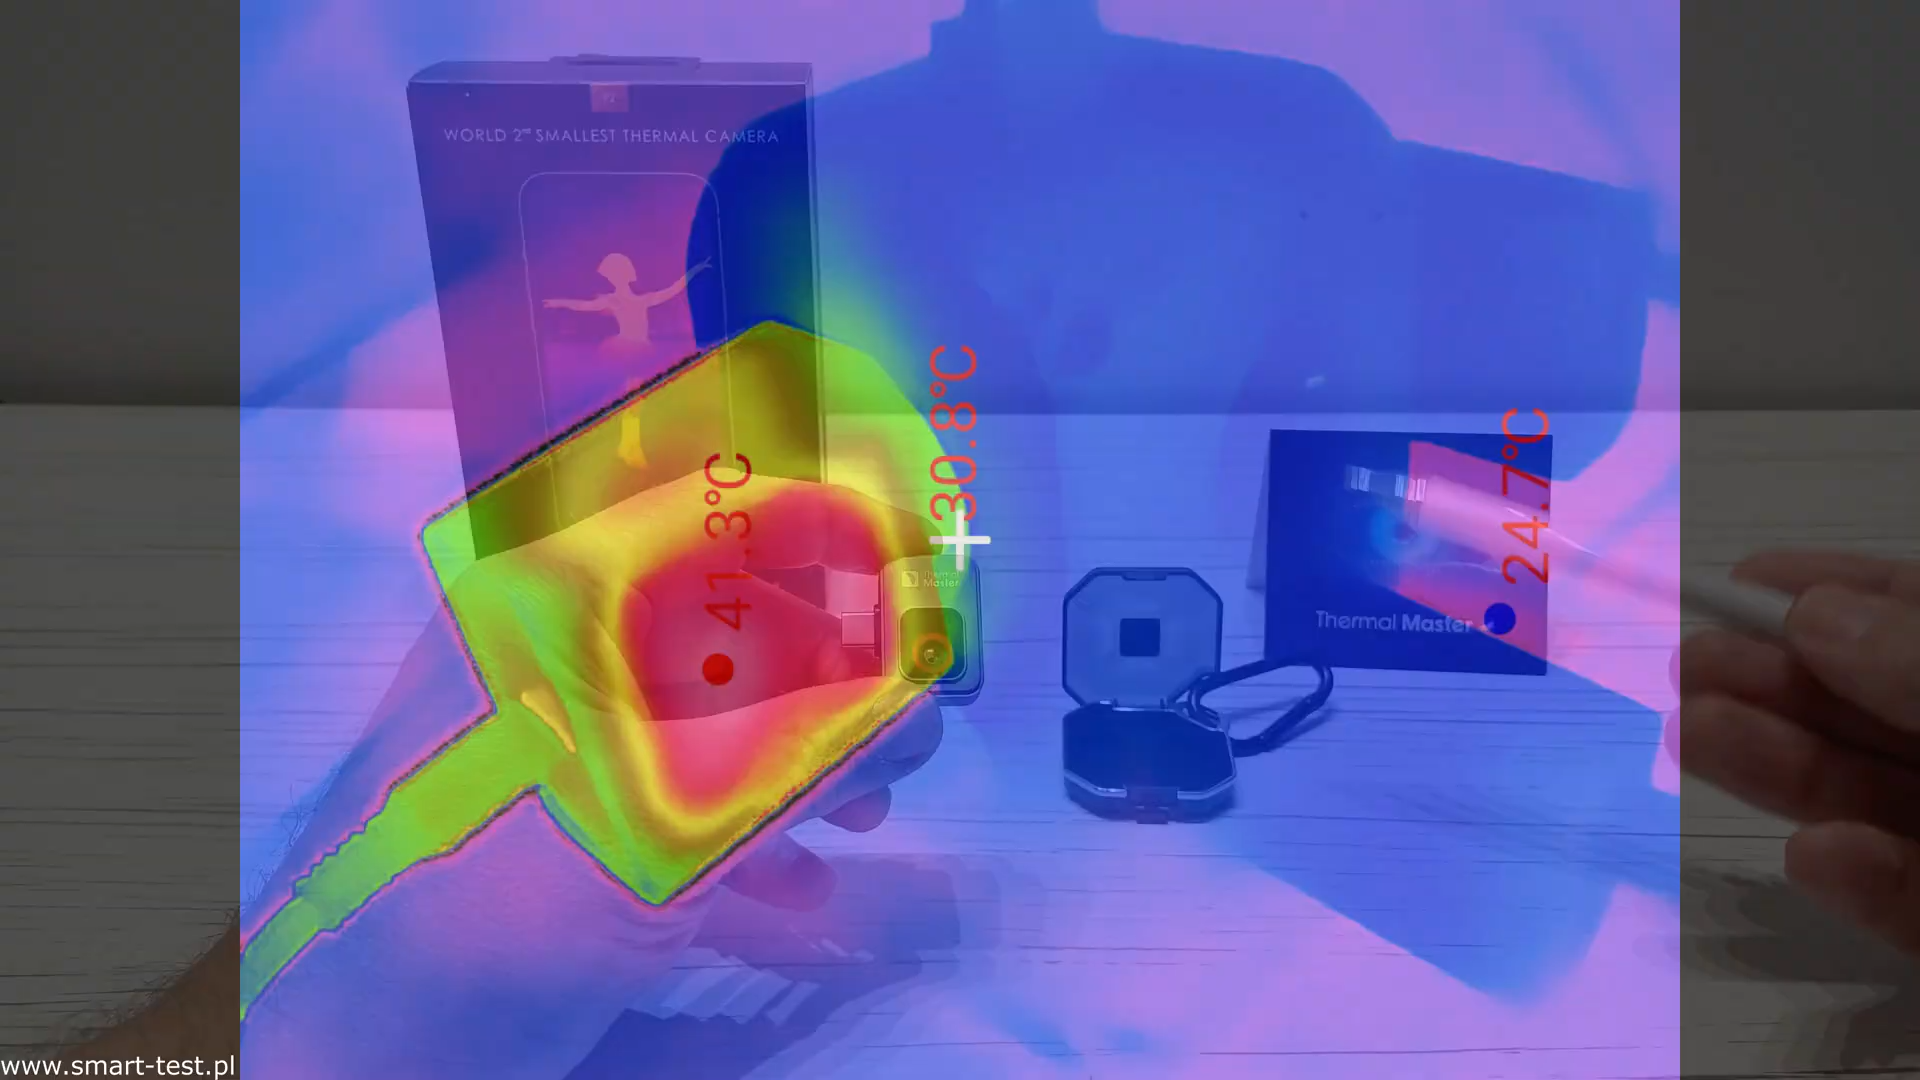 WORLD 2nd SMALLEST THERMAL CAMERA
30.8°C
41.3°C
24.7°C
Thermal
Master
Thermal Master
www.smart-test.pl